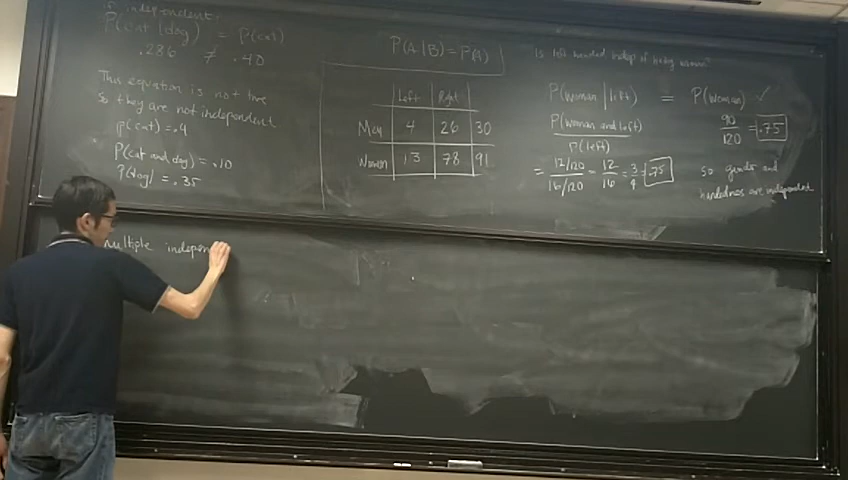 if independent:
P(cat|dog) = P(cat)
.286 ≠ .40
This equation is not true
so they are not independent
P(cat) = .4
P(cat and dog) = .10
P(dog) = .35
P(A|B) = P(A)
Left Right
Men 4 26 30
Women 13 78 91
Is left handed indep of being woman?
P(woman|left) = P(woman) ✓
P(woman and left)
P(left)
90
120 = .75
= 12/120
16/120 = 12
16 = 3
4 = .75
so gender and
handedness are independent
multiple indepen